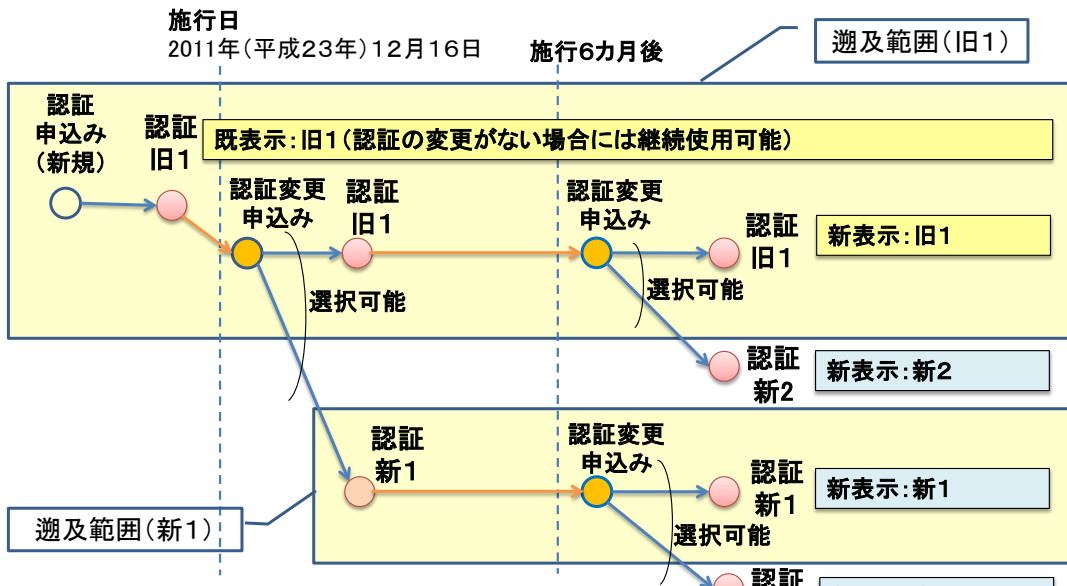 施行日
2011年(平成23年)12月16日
施行6カ月後
遡及範囲(旧1)
認証
申込み
(新規)
認証
旧1
既表示:旧1(認証の変更がない場合には継続使用可能)
認証変更
申込み
認証
旧1
選択可能
認証変更
申込み
認証
旧1
新表示:旧1
選択可能
認証
新2
新表示:新2
認証
新1
認証変更
申込み
認証
新1
新表示:新1
選択可能
遡及範囲(新1)
認証